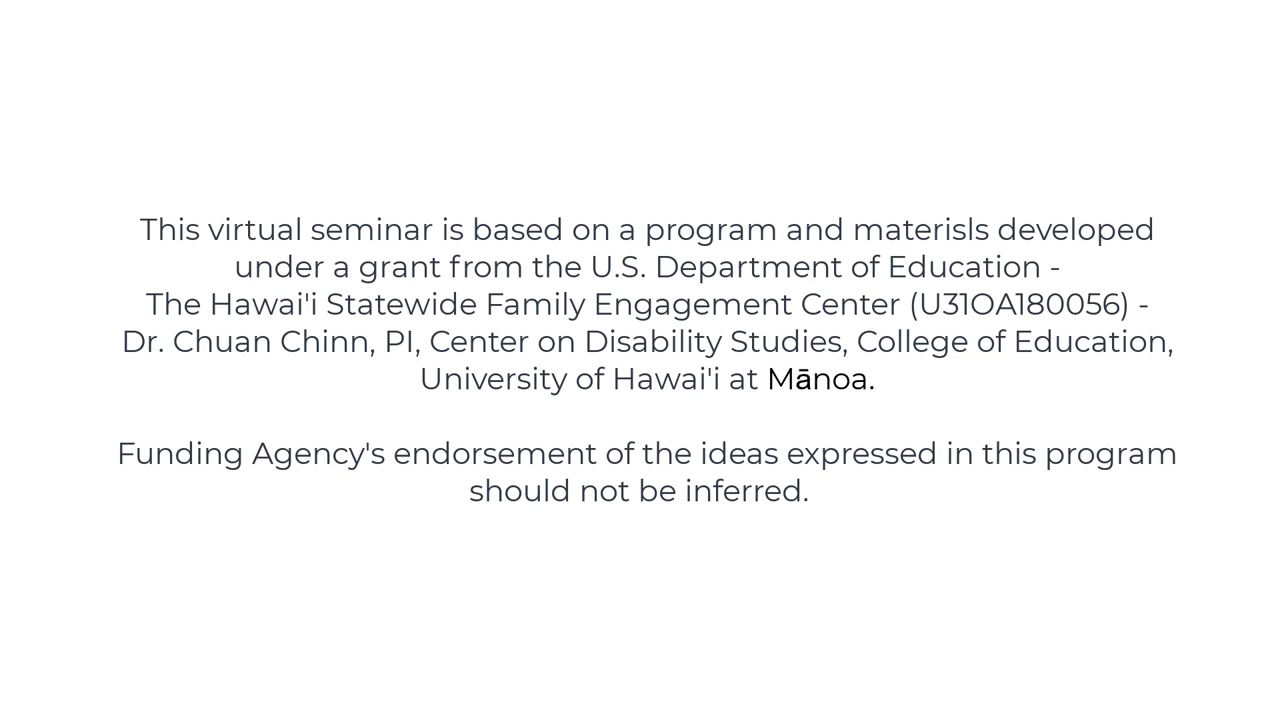 This virtual seminar is based on a program and materisls developed
under a grant from the U.S. Department of Education -
The Hawai'i Statewide Family Engagement Center (U31OA180056) -
Dr. Chuan Chinn, PI, Center on Disability Studies, College of Education,
University of Hawai'i at Mānoa.
Funding Agency's endorsement of the ideas expressed in this program
should not be inferred.